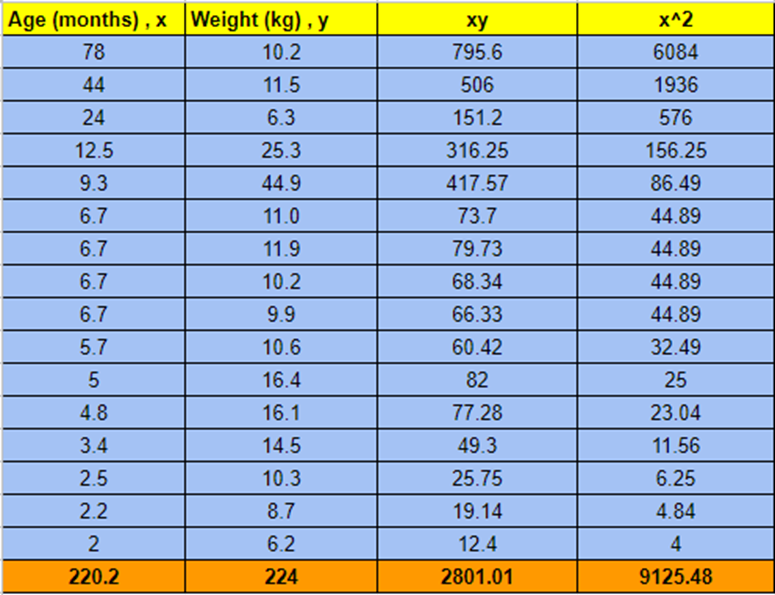 Age (months) , x Weight (kg) , y xy x^2
78 10.2 795.6 6084
44 11.5 506 1936
24 6.3 151.2 576
12.5 25.3 316.25 156.25
9.3 44.9 417.57 86.49
6.7 11.0 73.7 44.89
6.7 11.9 79.73 44.89
6.7 10.2 68.34 44.89
6.7 9.9 66.33 44.89
5.7 10.6 60.42 32.49
5 16.4 82 25
4.8 16.1 77.28 23.04
3.4 14.5 49.3 11.56
2.5 10.3 25.75 6.25
2.2 8.7 19.14 4.84
2 6.2 12.4 4
220.2 224 2801.01 9125.48